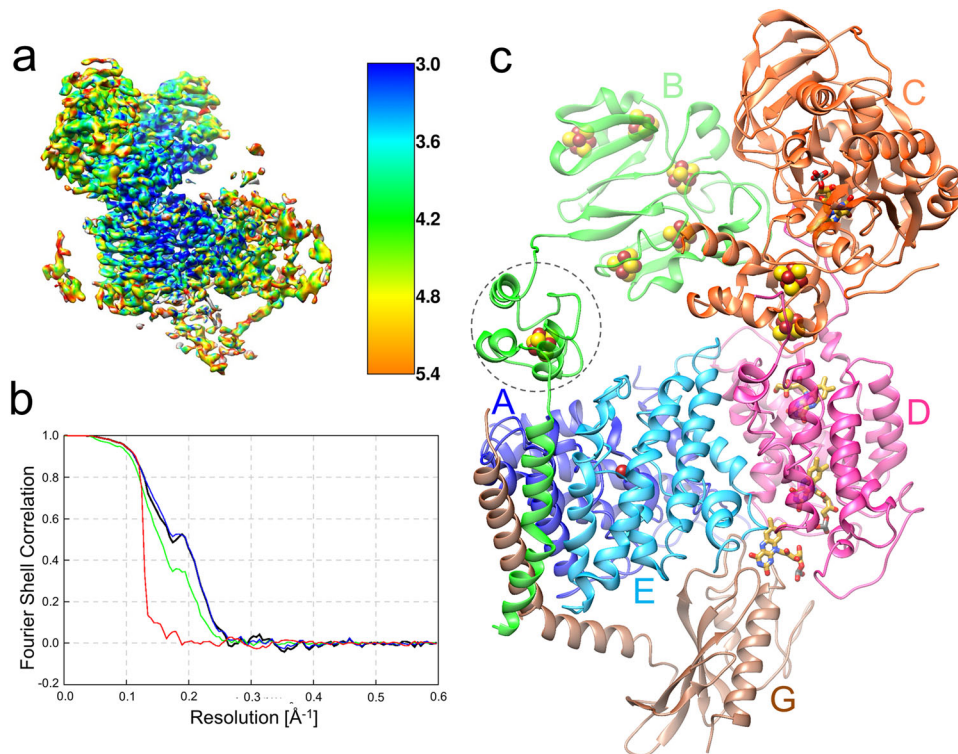 a
3.0
3.6
4.2
4.8
5.4
b
1.0
0.8
0.6
0.4
0.2
0.0
-0.2
Fourier Shell Correlation
0.0 0.1 0.2 0.3 0.4 0.5 0.6
Resolution [Å-1]
c
B
C
A
D
E
G